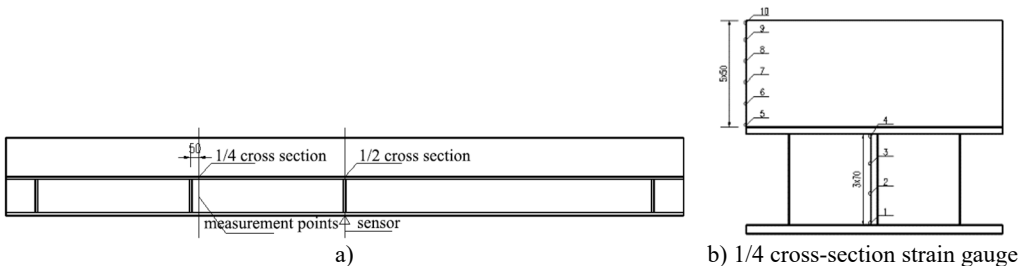 50
1/4 cross section
1/2 cross section
measurement points
sensor
a)
10
9
8
7
6
5
5x50
4
3
2
1
3x70
b) 1/4 cross-section strain gauge